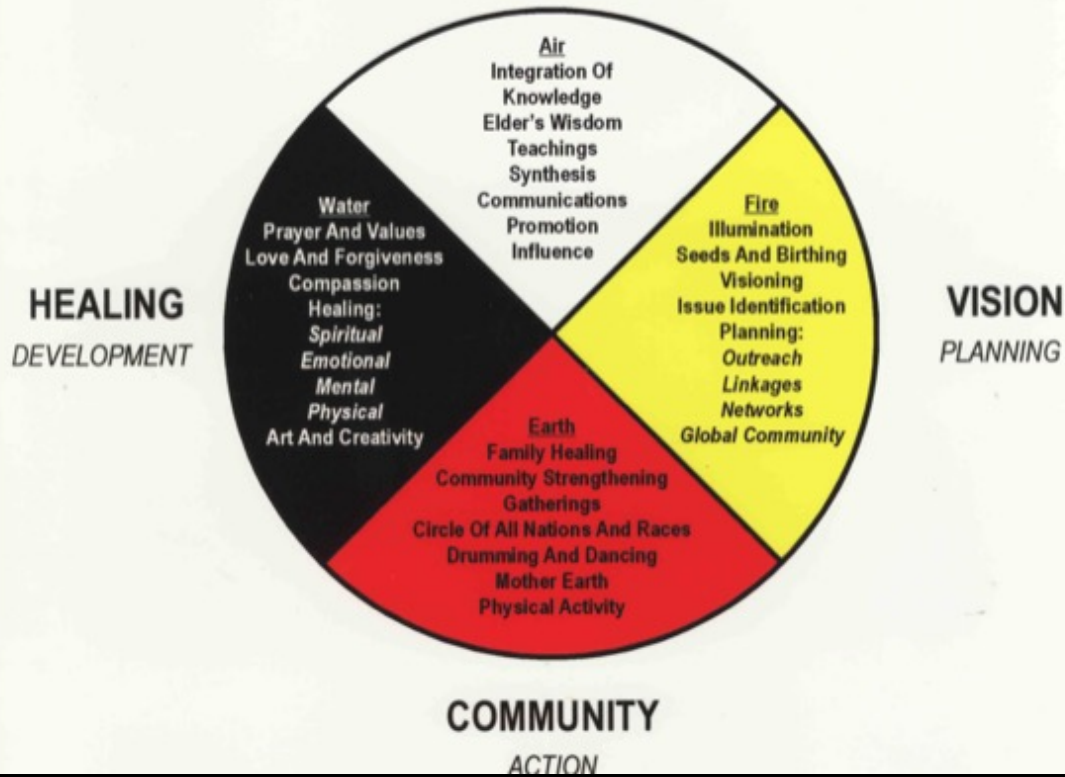 Air
Integration Of
Knowledge
Elder's Wisdom
Teachings
Synthesis
Communications
Promotion
Influence
HEALING
DEVELOPMENT
Water
Prayer And Values
Love And Forgiveness
Compassion
Healing:
Spiritual
Emotional
Mental
Physical
Art And Creativity
Fire
Illumination
Seeds And Birthing
Visioning
Issue Identification
Planning:
Outreach
Linkages
Networks
Global Community
VISION
PLANNING
Earth
Family Healing
Community Strengthening
Gatherings
Circle Of All Nations And Races
Drumming And Dancing
Mother Earth
Physical Activity
COMMUNITY
ACTION